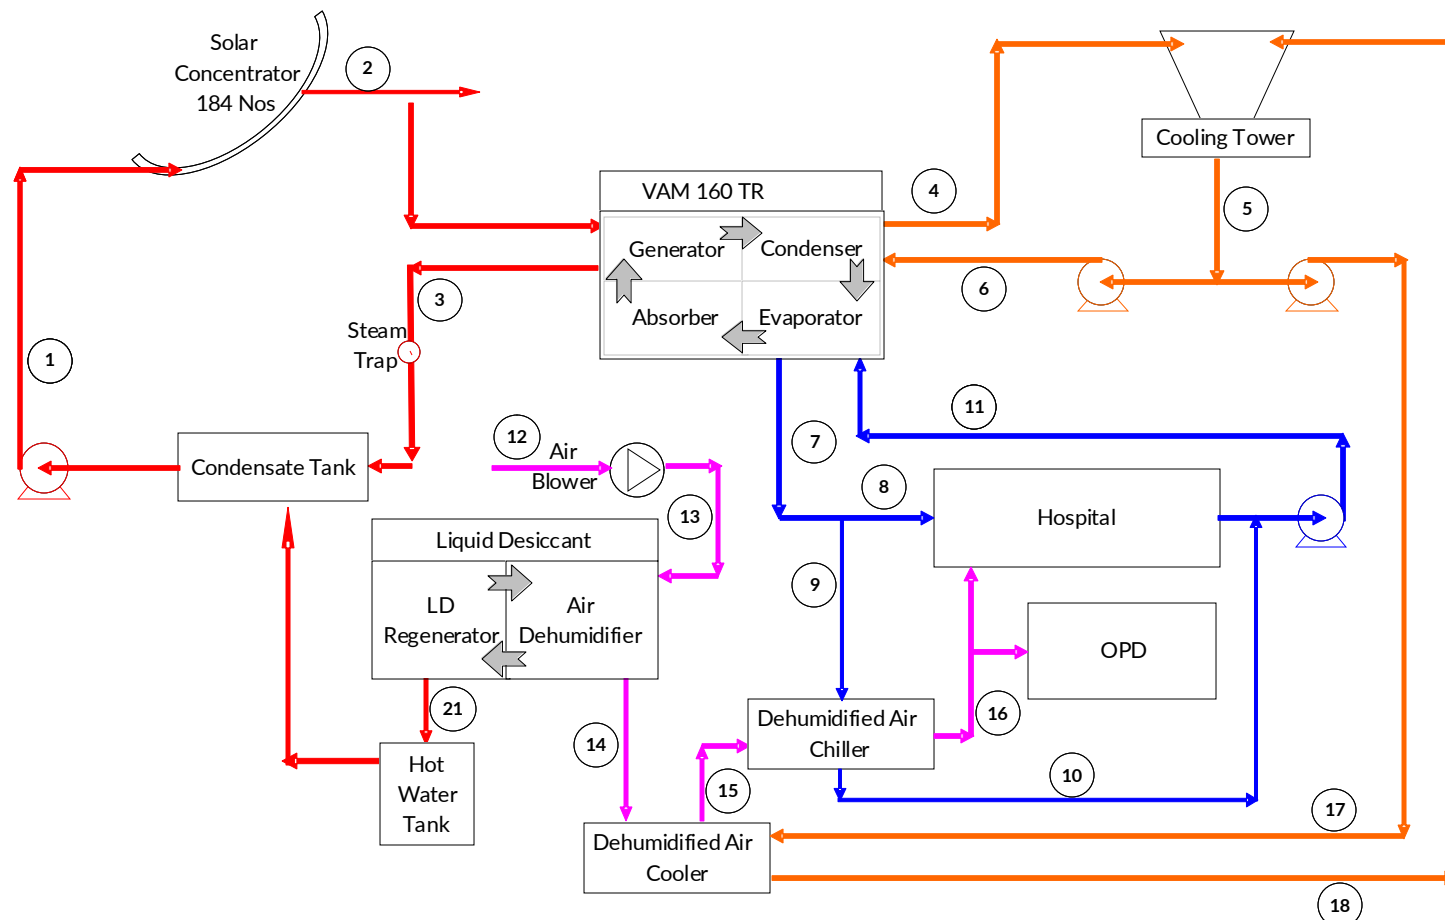 Solar
Concentrator
184 Nos
2
Cooling Tower
VAM 160 TR
4
5
Generator
Condenser
6
3
Absorber
Evaporator
Steam
Trap
1
11
12
Air
Blower
7
Condensate Tank
8
13
Hospital
Liquid Desiccant
9
LD
Regenerator
Air
Dehumidifier
OPD
21
14
Dehumidified Air
Chiller
16
Hot
Water
Tank
15
10
17
Dehumidified Air
Cooler
18